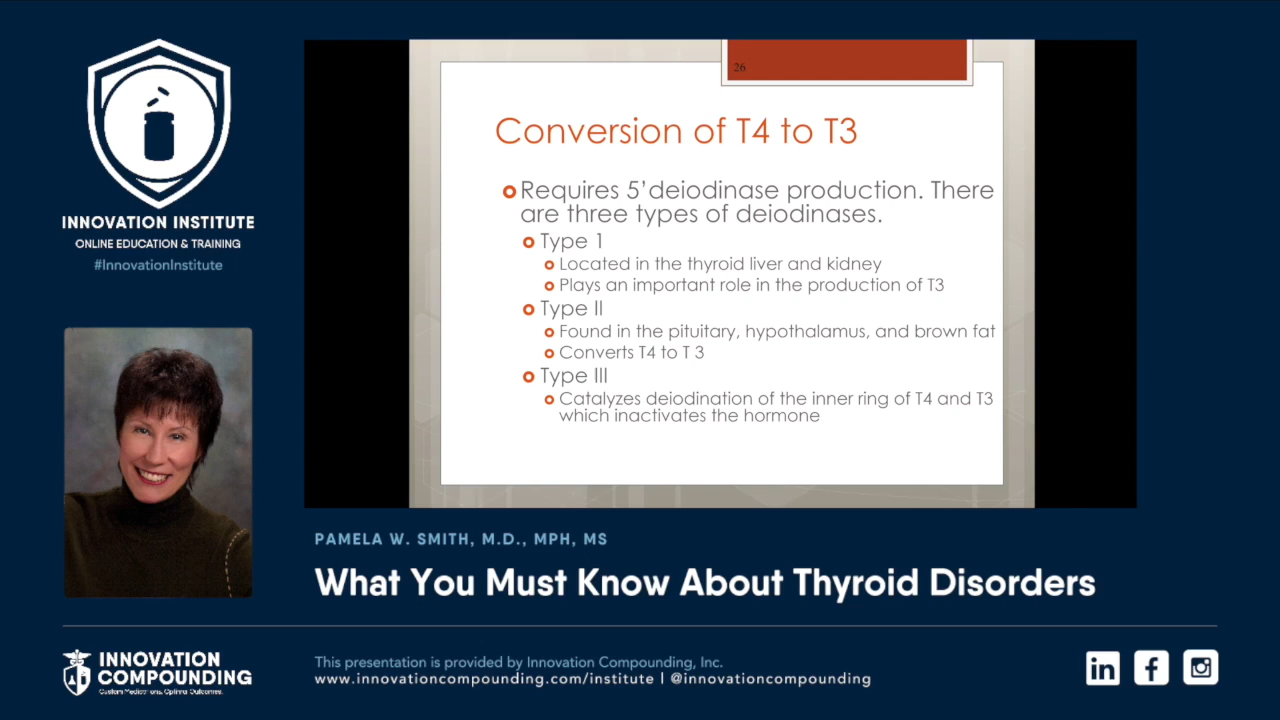 INNOVATION INSTITUTE
ONLINE EDUCATION & TRAINING
#InnovationInstitute
26
Conversion of T4 to T3
Requires 5’deiodinase production. There
are three types of deiodinases.
Type 1
Located in the thyroid liver and kidney
Plays an important role in the production of T3
Type II
Found in the pituitary, hypothalamus, and brown fat
Converts T4 to T 3
Type III
Catalyzes deiodination of the inner ring of T4 and T3
which inactivates the hormone
PAMELA W. SMITH, M.D., MPH, MS
What You Must Know About Thyroid Disorders
INNOVATION
COMPOUNDING
Custom Medications. Optimal Outcomes.
This presentation is provided by Innovation Compounding, Inc.
www.innovationcompounding.com/institute | @innovationcompounding
in f